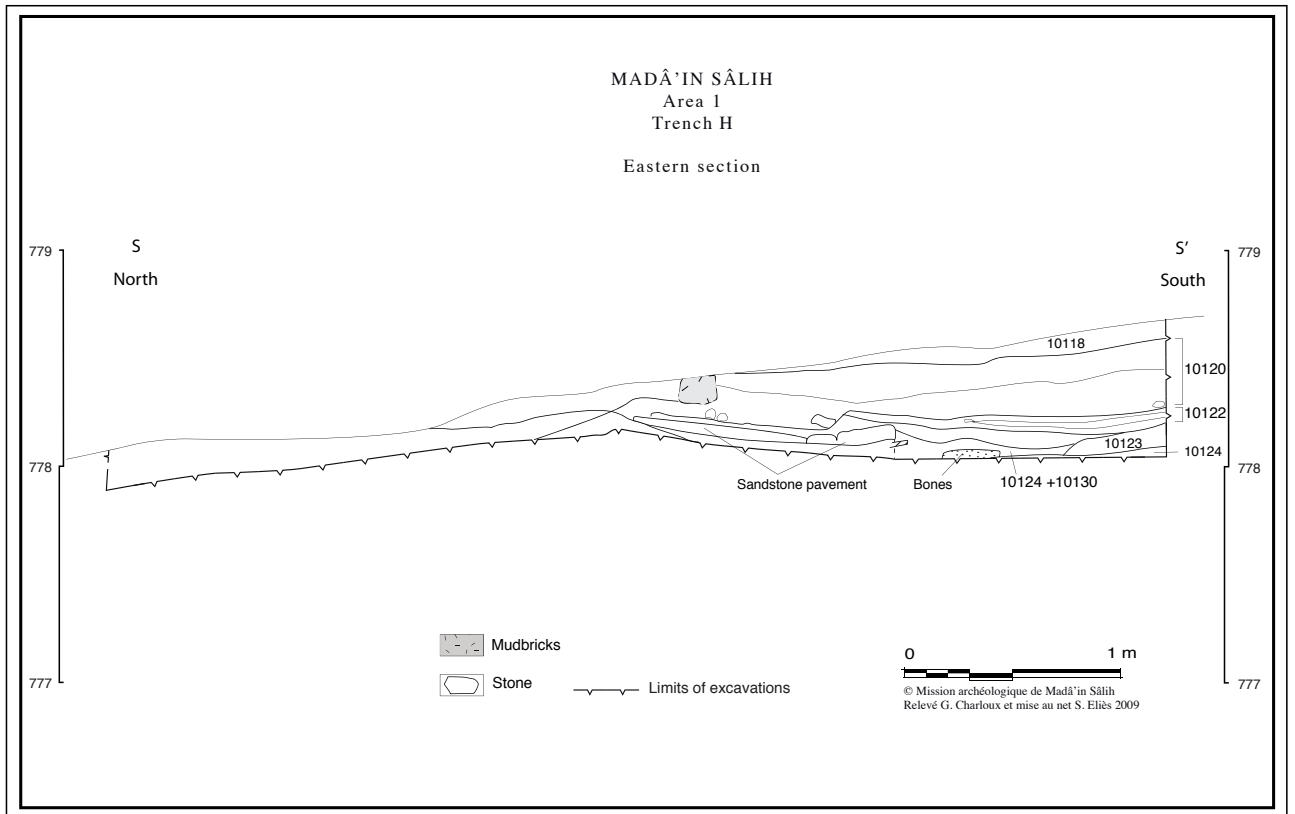 MADÂ’IN SÂLIH
Area 1
Trench H
Eastern section
S
North
S’
South
779
779
10118
10120
10122
10123
10124
778
778
Sandstone pavement
Bones
10124 +10130
Mudbricks
Stone
Limits of excavations
0
1 m
© Mission archéologique de Madâ’in Sâlih
Relevé G. Charloux et mise au net S. Eliès 2009
777
777